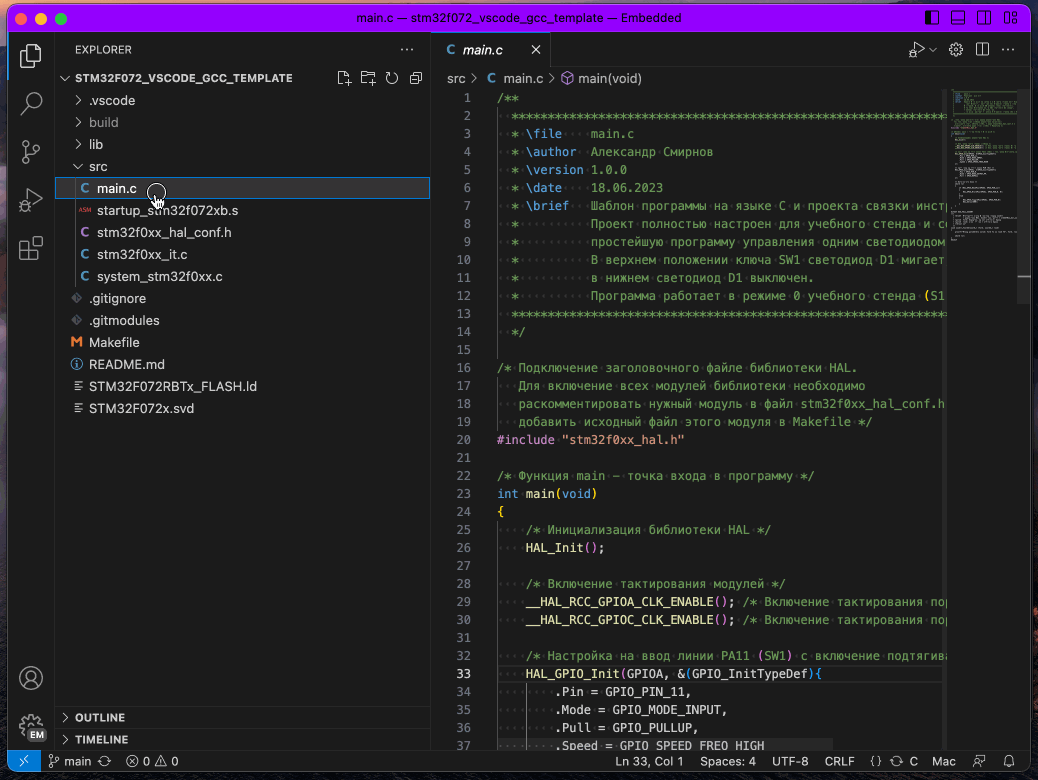 main.c — stm32f072_vscode_gcc_template — Embedded
EXPLORER
STM32F072_VSCODE_GCC_TEMPLATE
.vscode
build
lib
src
C main.c
ASM startup_stm32f072xb.s
C stm32f0xx_hal_conf.h
C stm32f0xx_it.c
C system_stm32f0xx.c
.gitignore
.gitmodules
M Makefile
README.md
STM32F072RBTx_FLASH.ld
STM32F072x.svd
OUTLINE
TIMELINE
EM
C main.c
src > C main.c > main(void)
1 /**
2 ******************************************************************
3 * \file main.c
4 * \author Александр Смирнов
5 * \version 1.0.0
6 * \date 18.06.2023
7 * \brief Шаблон программы на языке С и проекта связки инст
8 * Проект полностью настроен для учебного стенда и со
9 * простейшую программу управления одним светодиодом
10 * В верхнем положении ключа SW1 светодиод D1 мигает
11 * в нижнем светодиод D1 выключен.
12 * Программа работает в режиме 0 учебного стенда (S1
13 ******************************************************************
14 */
15
16 /* Подключение заголовочного файле библиотеки HAL.
17 Для включение всех модулей библиотеки необходимо
18 раскомментировать нужный модуль в файл stm32f0xx_hal_conf.h
19 добавить исходный файл этого модуля в Makefile */
20 #include "stm32f0xx_hal.h"
21
22 /* Функция main — точка входа в программу */
23 int main(void)
24 {
25 /* Инициализация библиотеки HAL */
26 HAL_Init();
27
28 /* Включение тактирования модулей */
29 __HAL_RCC_GPIOA_CLK_ENABLE(); /* Включение тактирования пор
30 __HAL_RCC_GPIOC_CLK_ENABLE(); /* Включение тактирования пор
31
32 /* Настройка на ввод линии PA11 (SW1) с включение подтягива
33 HAL_GPIO_Init(GPIOA, &(GPIO_InitTypeDef){
34 .Pin = GPIO_PIN_11,
35 .Mode = GPIO_MODE_INPUT,
36 .Pull = GPIO_PULLUP,
37 .Speed = GPIO_SPEED_FREQ_HIGH
main 0 0 Ln 33, Col 1 Spaces: 4 UTF-8 CRLF {} C Mac